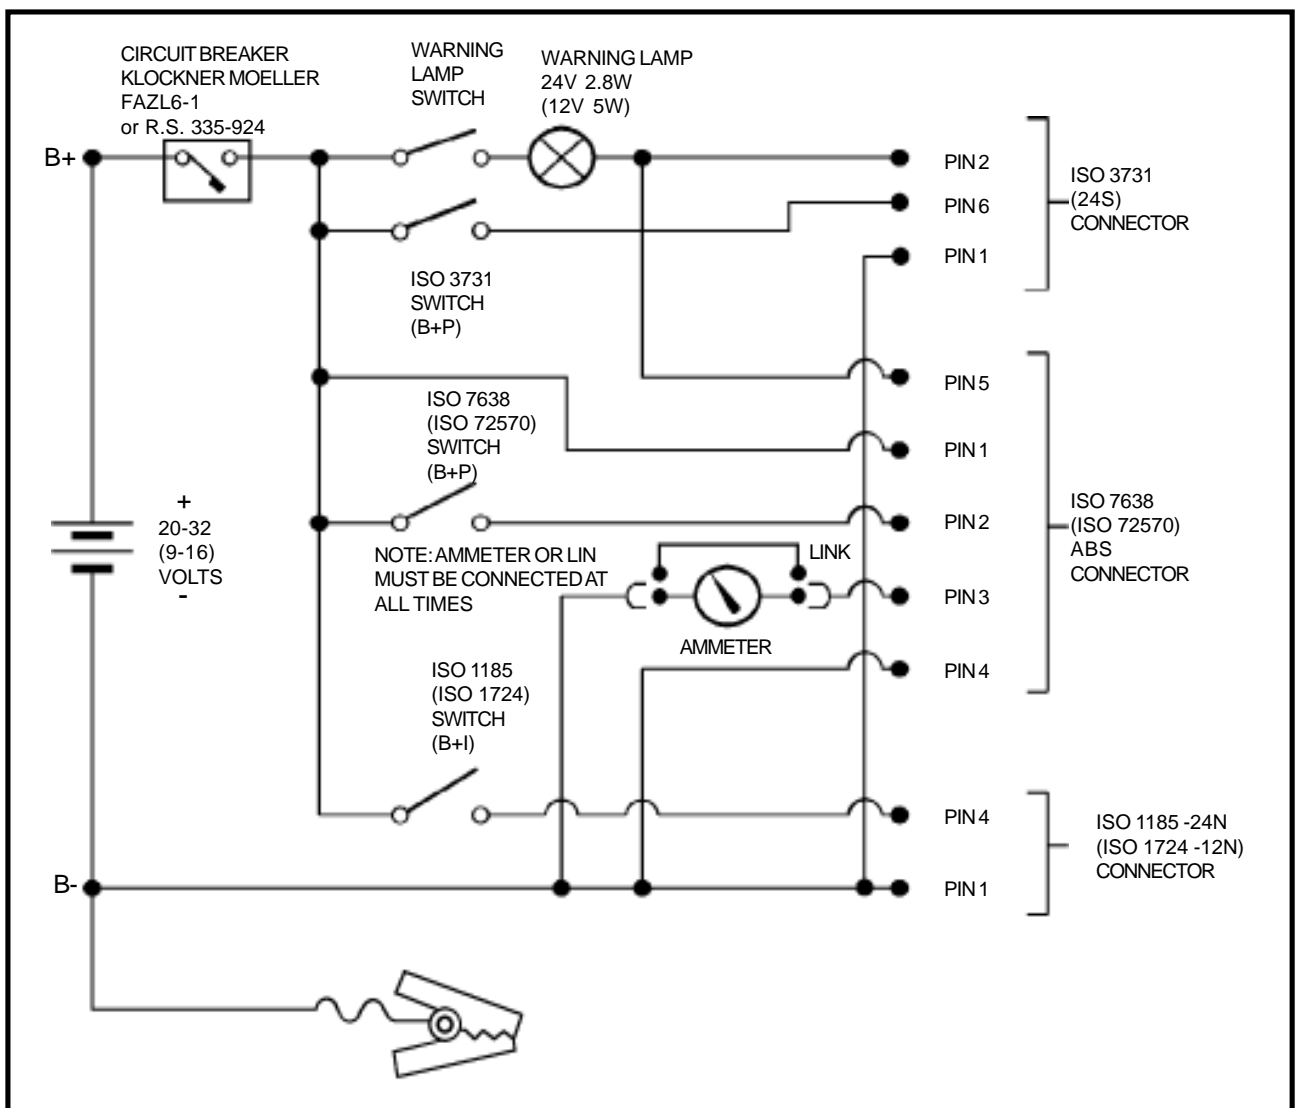 CIRCUIT BREAKER
KLOCKNER MOELLER
FAZL6-1
or R.S. 335-924
WARNING
LAMP
SWITCH
WARNING LAMP
24V 2.8W
(12V 5W)
B+
PIN 2
PIN 6
PIN 1
ISO 3731
(24S)
CONNECTOR
ISO 3731
SWITCH
(B+P)
ISO 7638
(ISO 72570)
SWITCH
(B+P)
PIN 5
PIN 1
PIN 2
PIN 3
PIN 4
ISO 7638
(ISO 72570)
ABS
CONNECTOR
+
20-32
(9-16)
VOLTS
-
NOTE: AMMETER OR LIN
MUST BE CONNECTED AT
ALL TIMES
LINK
AMMETER
ISO 1185
(ISO 1724)
SWITCH
(B+I)
PIN 4
PIN 1
ISO 1185 -24N
(ISO 1724 -12N)
CONNECTOR
B-